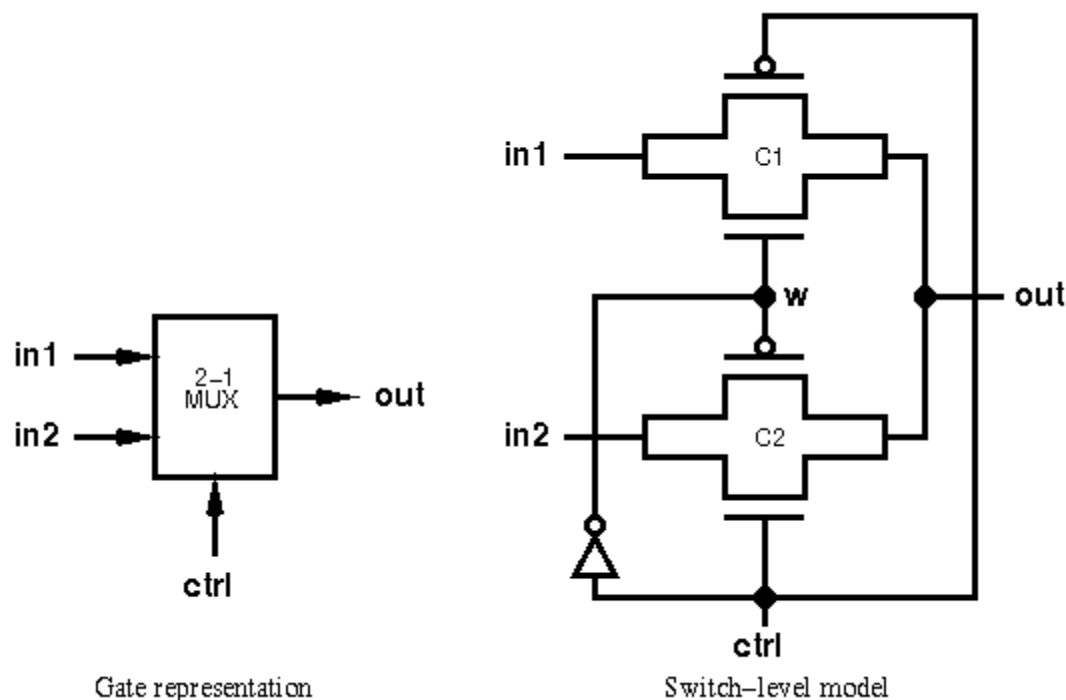 in1
in2
2–1
MUX
out
ctrl
Gate representation
in1
C1
w
out
in2
C2
ctrl
Switch–level model